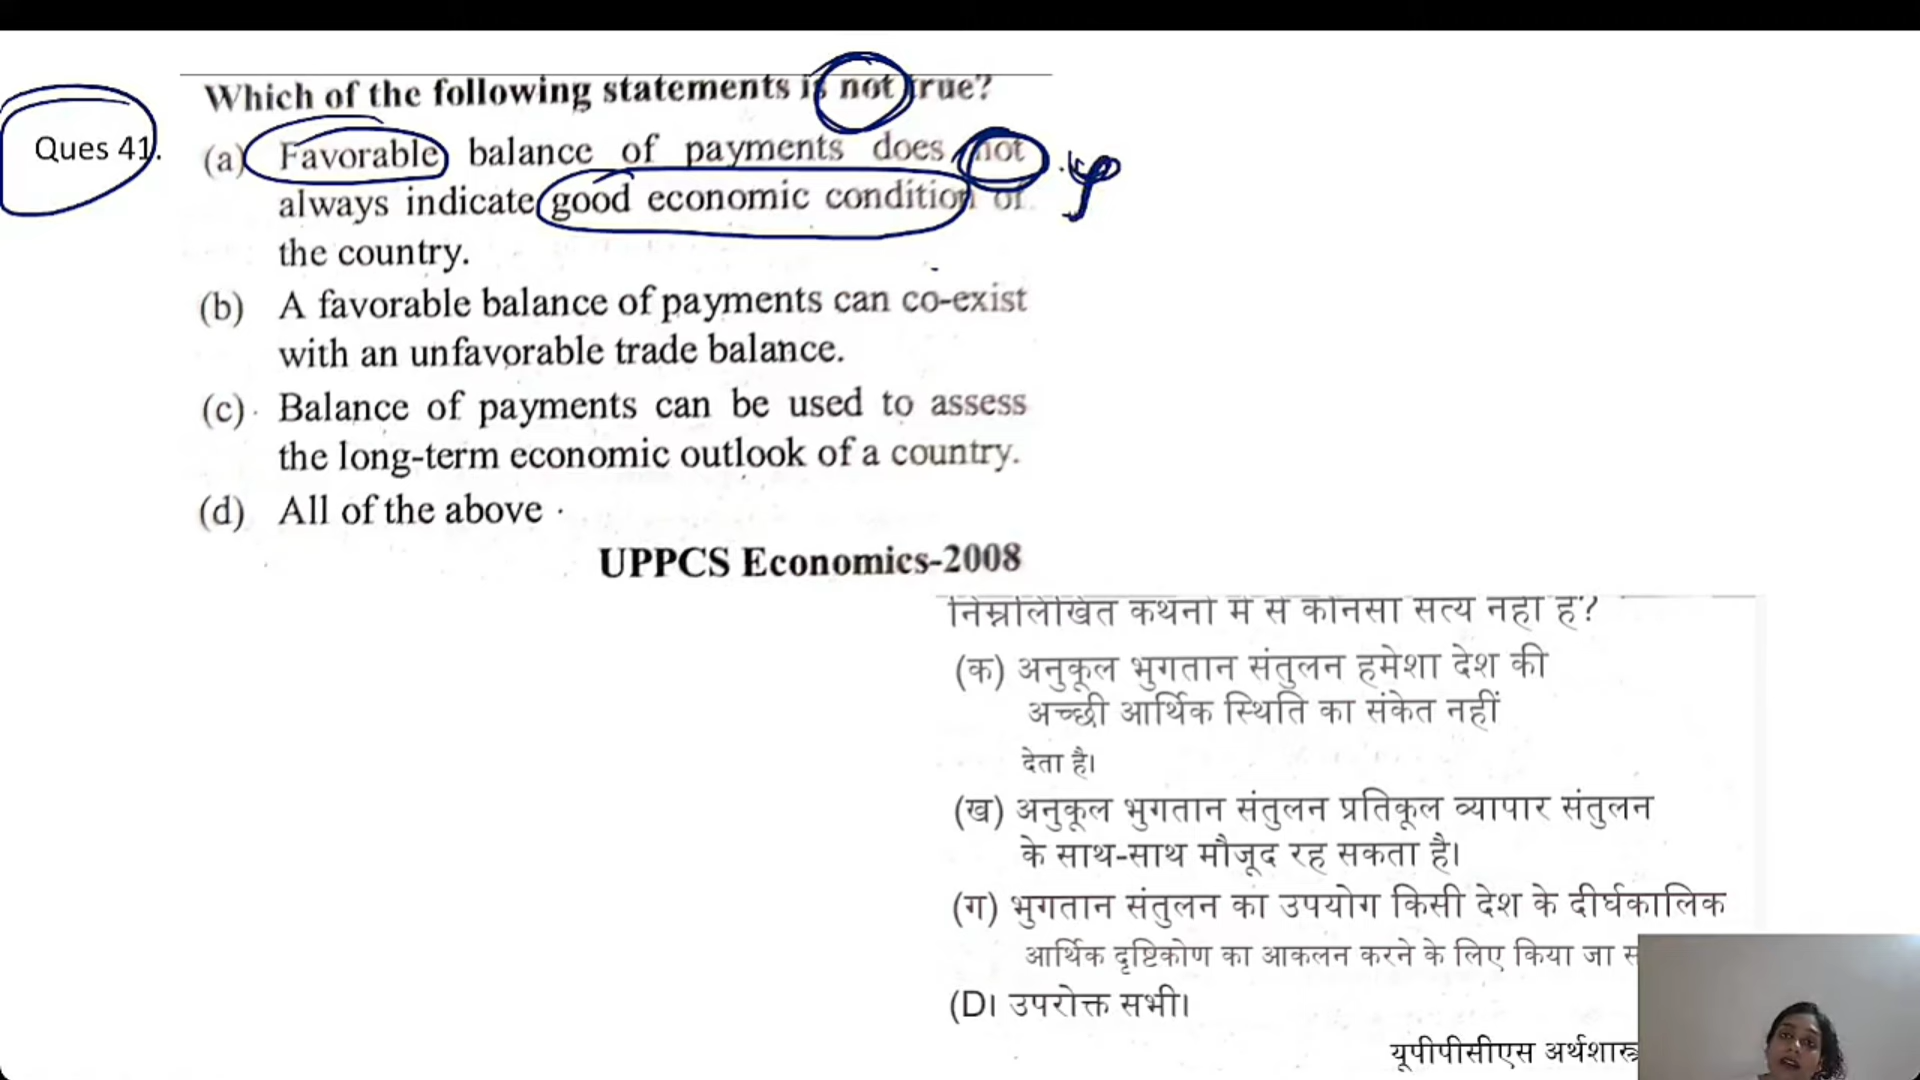 Ques 41.
Which of the following statements is not true?
(a) Favorable balance of payments does not
always indicate good economic condition of
the country.
(b) A favorable balance of payments can co-exist
with an unfavorable trade balance.
(c) Balance of payments can be used to assess
the long-term economic outlook of a country.
(d) All of the above
UPPCS Economics-2008
निम्नलिखित कथनों में से कौनसा सत्य नहीं है?
(क) अनुकूल भुगतान संतुलन हमेशा देश की
अच्छी आर्थिक स्थिति का संकेत नहीं
देता है।
(ख) अनुकूल भुगतान संतुलन प्रतिकूल व्यापार संतुलन
के साथ-साथ मौजूद रह सकता है।
(ग) भुगतान संतुलन का उपयोग किसी देश के दीर्घकालिक
आर्थिक दृष्टिकोण का आकलन करने के लिए किया जा
(D। उपरोक्त सभी।
यूपीपीसीएस